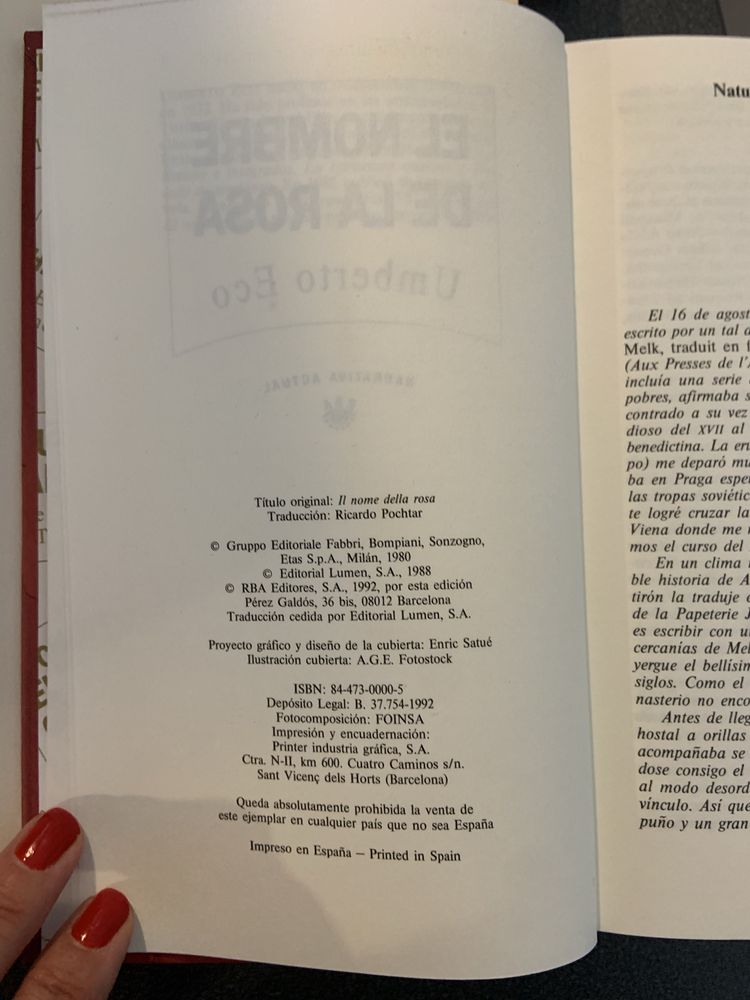 EL NOMBRE
DE LA ROSA
Umberto Eco
NARRATIVA ACTUAL
Título original: Il nome della rosa
Traducción: Ricardo Pochtar
© Gruppo Editoriale Fabbri, Bompiani, Sonzogno,
Etas S.p.A., Milán, 1980
© Editorial Lumen, S.A., 1988
© RBA Editores, S.A., 1992, por esta edición
Pérez Galdós, 36 bis, 08012 Barcelona
Traducción cedida por Editorial Lumen, S.A.
Proyecto gráfico y diseño de la cubierta: Enric Satué
Ilustración cubierta: A.G.E. Fotostock
ISBN: 84-473-0000-5
Depósito Legal: B. 37.754-1992
Fotocomposición: FOINSA
Impresión y encuadernación:
Printer industria gráfica, S.A.
Ctra. N-II, km 600. Cuatro Caminos s/n.
Sant Vicenç dels Horts (Barcelona)
Queda absolutamente prohibida la venta de
este ejemplar en cualquier país que no sea España
Impreso en España – Printed in Spain
Natu
El 16 de agost
escrito por un tal
Melk, traduit en
(Aux Presses de l'
incluía una serie
pobres, afirmaba
contrado a su vez
dioso del XVII al
benedictina. La
po) me deparó
ba en Praga
las tropas
te logré cruzar la
Viena donde me
mos el curso del
En un clima
ble historia de A
tirón la traduje
de la Papeterie J
es escribir con
cercanías de Mel
yergue el
siglos. Como el
nasterio no
Antes de lleg
hostal a orillas
acompañaba se
dose consigo el
al modo desord
vínculo. Así que
puño y un gran